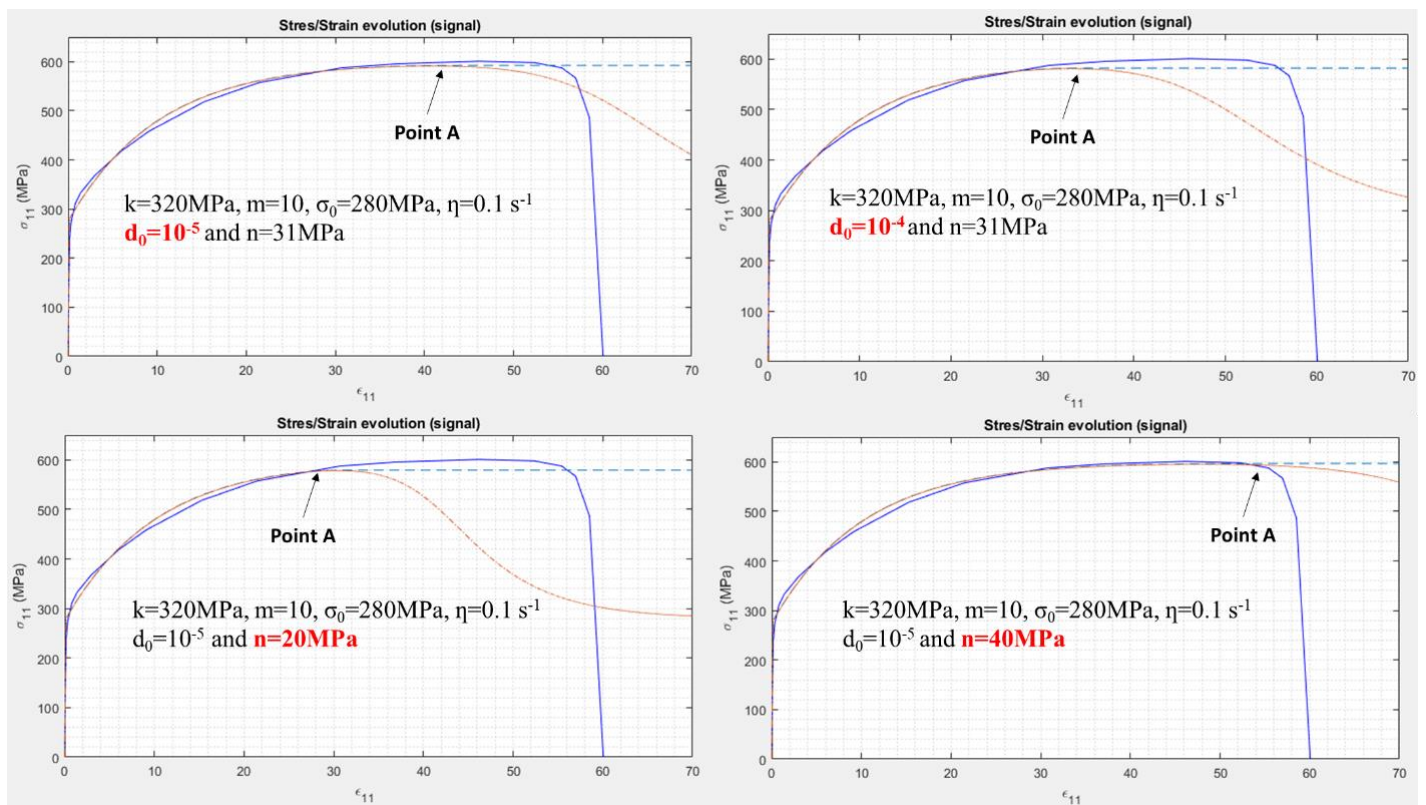 Stres/Strain evolution (signal)
600
500
400
300
200
100
0
σ11 (MPa)
Point A
k=320MPa, m=10, σ0=280MPa, η=0.1 s-1
d0=10-5 and n=31MPa
0 10 20 30 40 50 60 70
ϵ11
Stres/Strain evolution (signal)
600
500
400
300
200
100
0
σ11 (MPa)
Point A
k=320MPa, m=10, σ0=280MPa, η=0.1 s-1
d0=10-4 and n=31MPa
0 10 20 30 40 50 60 70
ϵ11
Stres/Strain evolution (signal)
600
500
400
300
200
100
0
σ11 (MPa)
Point A
k=320MPa, m=10, σ0=280MPa, η=0.1 s-1
d0=10-5 and n=20MPa
0 10 20 30 40 50 60 70
ϵ11
Stres/Strain evolution (signal)
600
500
400
300
200
100
0
σ11 (MPa)
Point A
k=320MPa, m=10, σ0=280MPa, η=0.1 s-1
d0=10-5 and n=40MPa
0 10 20 30 40 50 60 70
ϵ11